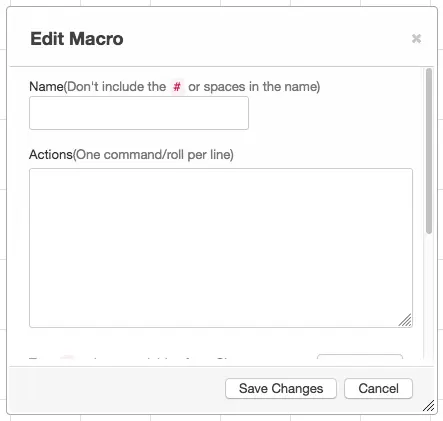 Edit Macro
×
Name(Don't include the # or spaces in the name)
Actions(One command/roll per line)
Save Changes
Cancel